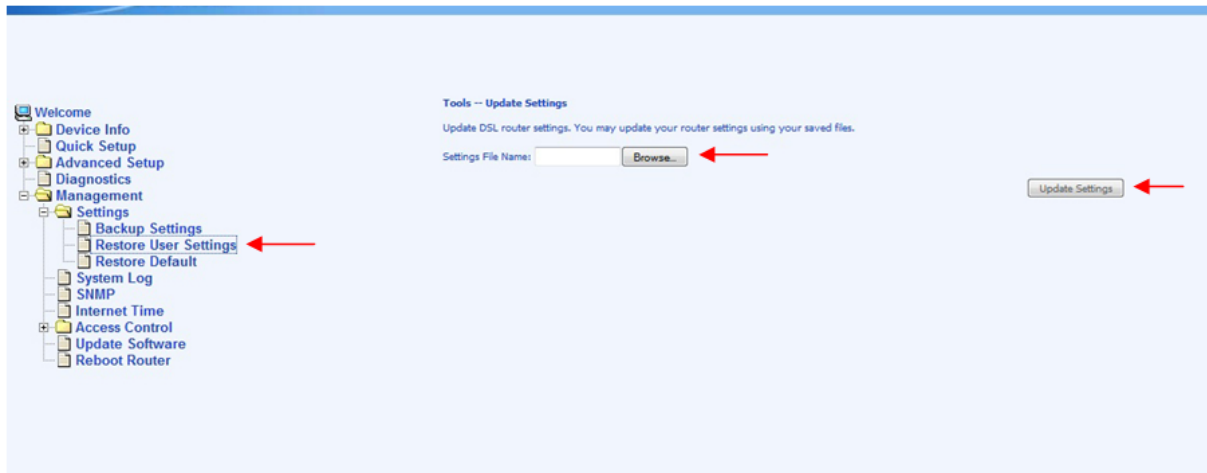 Welcome
Device Info
Quick Setup
Advanced Setup
Diagnostics
Management
Settings
Backup Settings
Restore User Settings
Restore Default
System Log
SNMP
Internet Time
Access Control
Update Software
Reboot Router
Tools -- Update Settings
Update DSL router settings. You may update your router settings using your saved files.
Settings File Name: Browse...
Update Settings